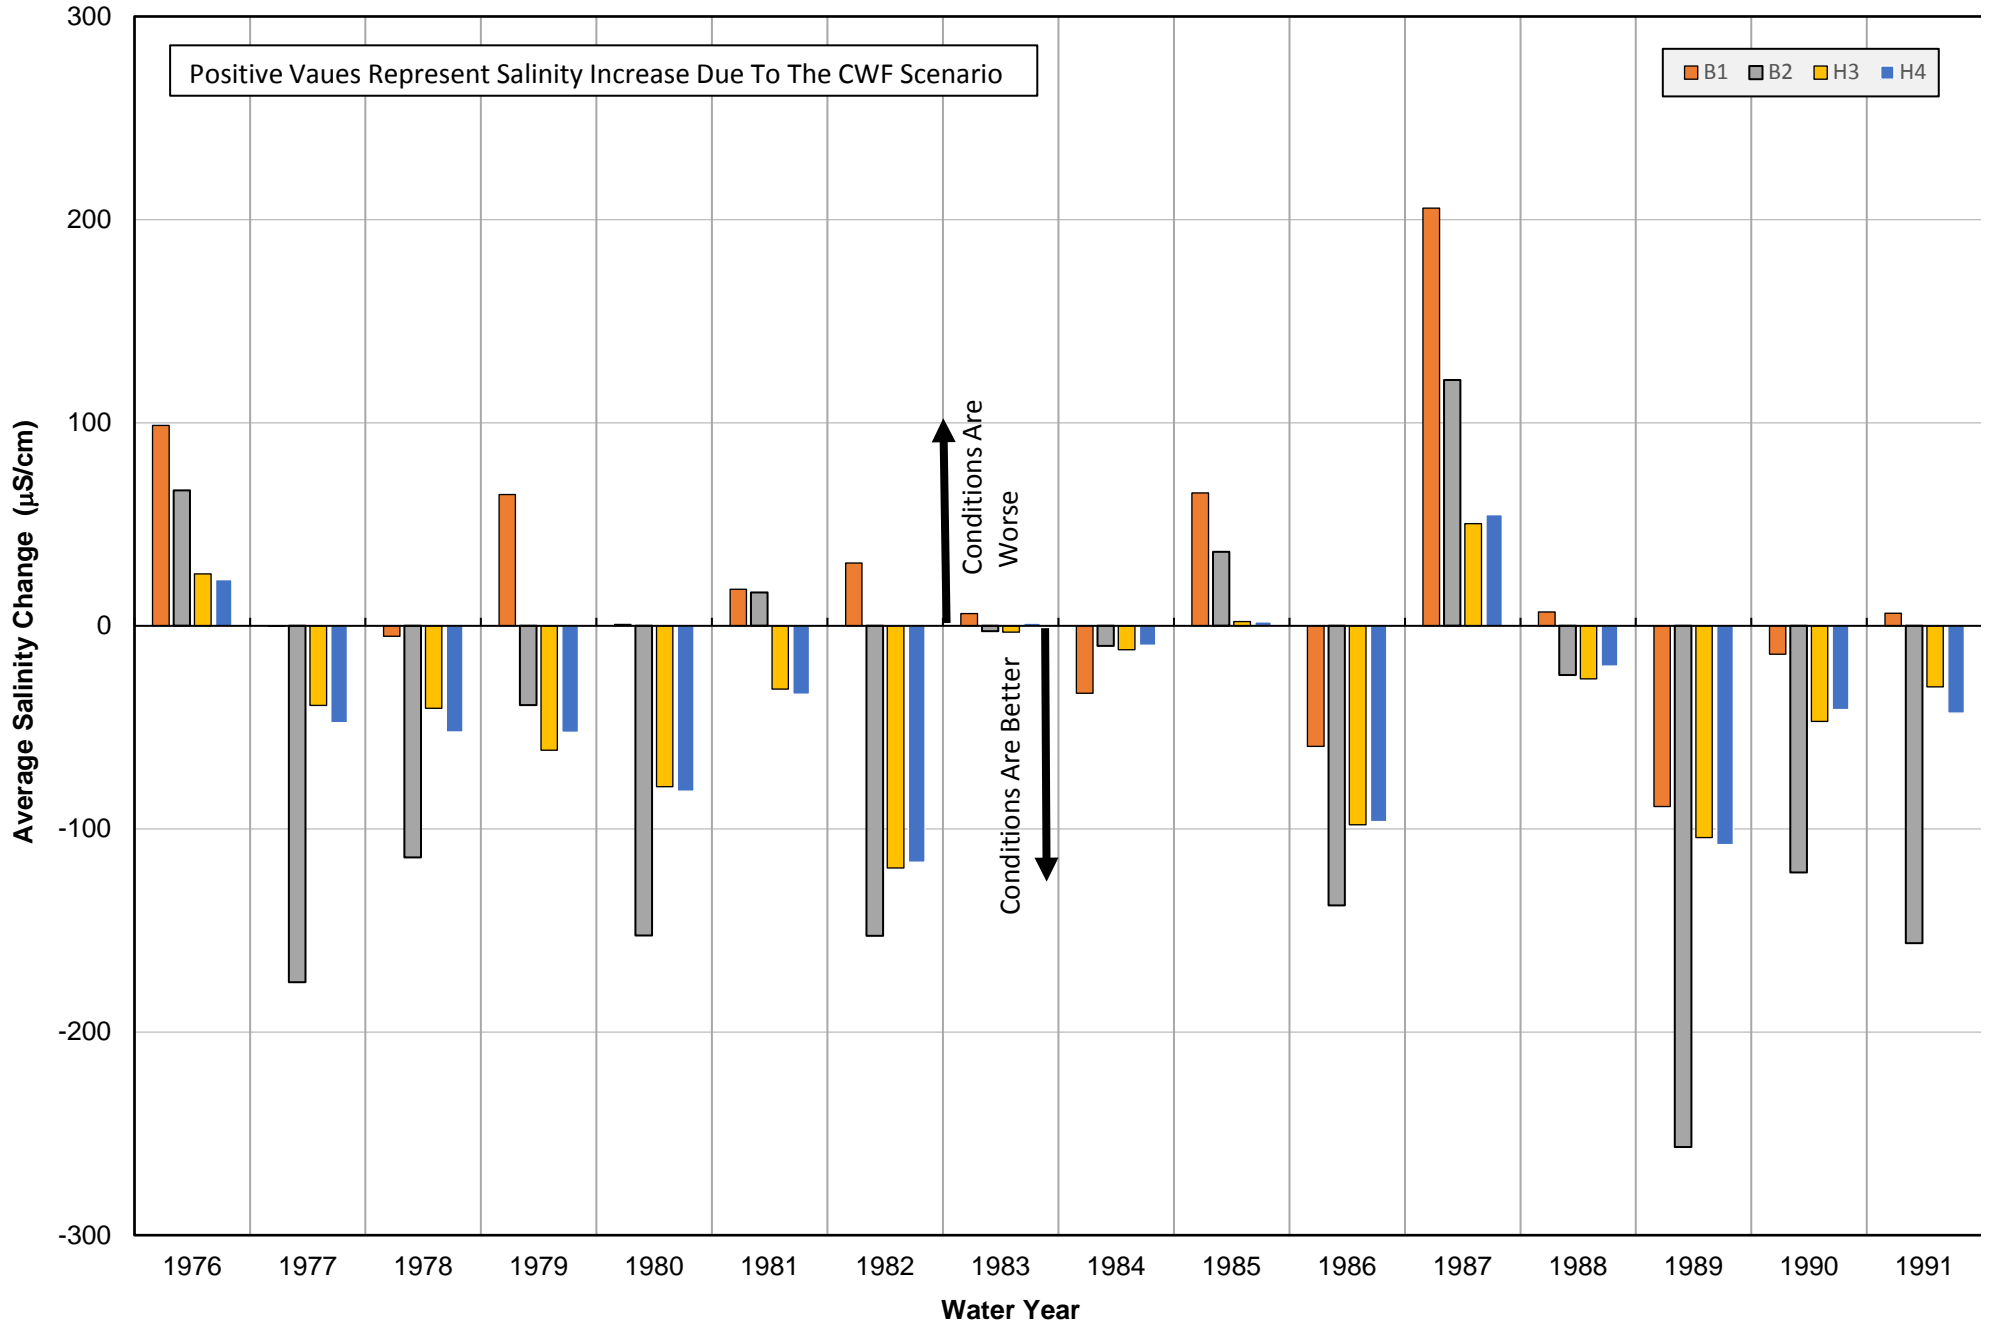 300
200
100
0
-100
-200
-300
Average Salinity Change (µS/cm)
Positive Vaues Represent Salinity Increase Due To The CWF Scenario
B1 B2 H3 H4
Conditions Are
Worse
Conditions Are Better
1976 1977 1978 1979 1980 1981 1982 1983 1984 1985 1986 1987 1988 1989 1990 1991
Water Year